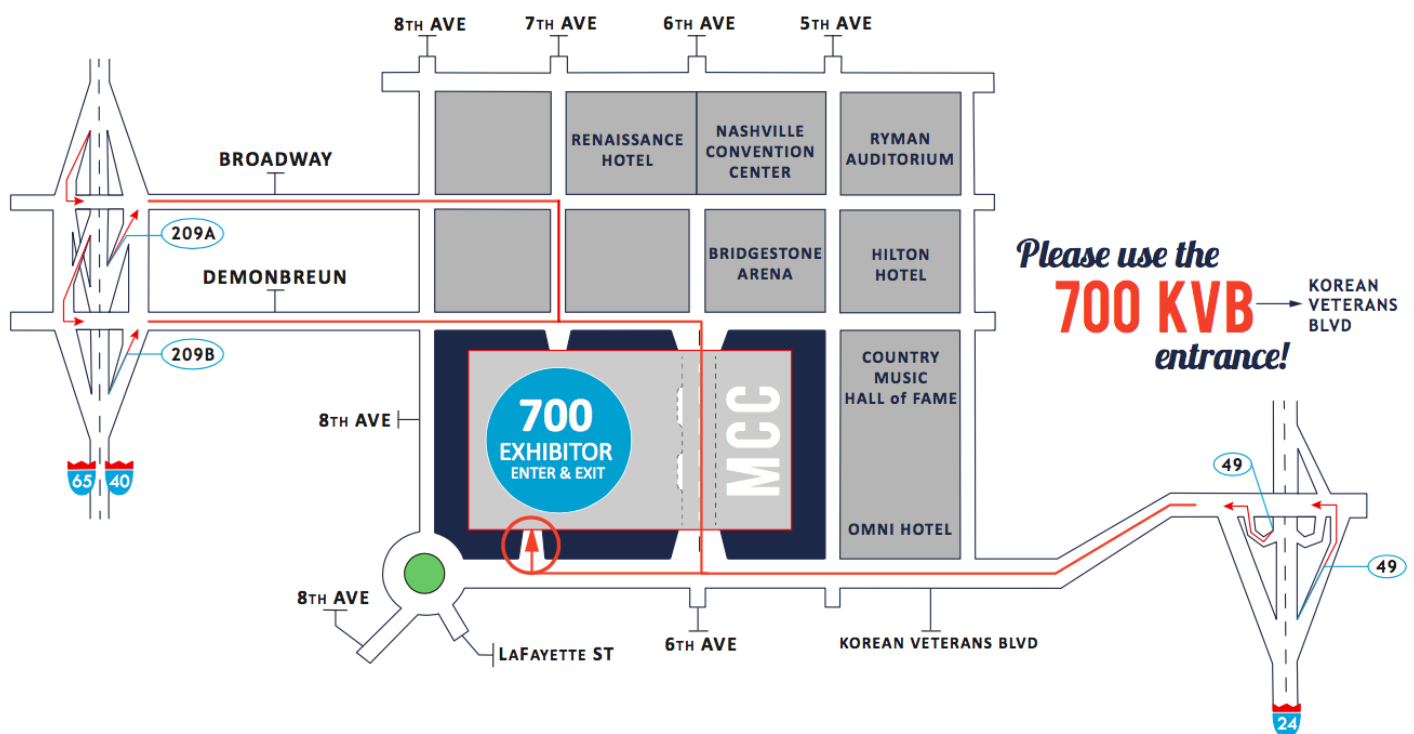 8TH AVE
7TH AVE
6TH AVE
5TH AVE
RENAISSANCE
HOTEL
NASHVILLE
CONVENTION
CENTER
RYMAN
AUDITORIUM
BROADWAY
209A
DEMONBREUN
BRIDGESTONE
ARENA
HILTON
HOTEL
Please use the
700 KVB
entrance!
KOREAN
VETERANS
BLVD
209B
COUNTRY
MUSIC
HALL of FAME
8TH AVE
700
EXHIBITOR
ENTER & EXIT
MCC
65
40
49
OMNI HOTEL
49
8TH AVE
LAFAYETTE ST
6TH AVE
KOREAN VETERANS BLVD
24